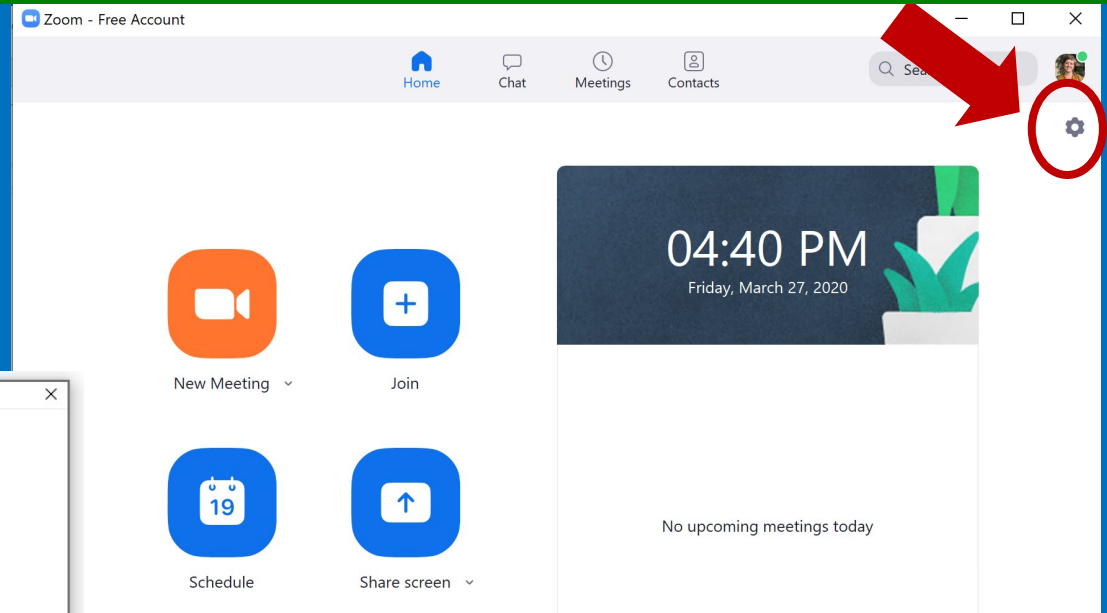 Zoom - Free Account
Home
Chat
Meetings
Contacts
04:40 PM
Friday, March 27, 2020
New Meeting
Join
19
Schedule
Share screen
No upcoming meetings today